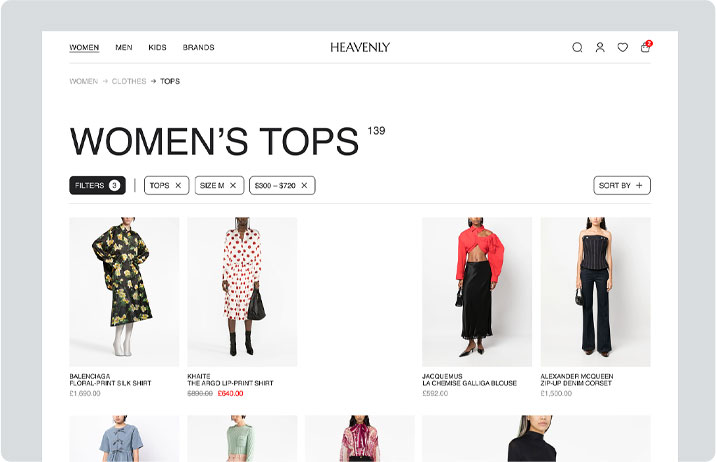 WOMEN MEN KIDS BRANDS HEAVENLY 2
WOMEN → CLOTHES → TOPS
WOMEN'S TOPS 139
FILTERS 3 TOPS × SIZE M × $300 – $720 × SORT BY +
BALENCIAGA
FLORAL-PRINT SILK SHIRT
£1,690.00
KHAITE
THE ARGO LIP-PRINT SHIRT
£890.00 £640.00
JACQUEMUS
LA CHEMISE GALLIGA BLOUSE
£592.00
ALEXANDER MCQUEEN
ZIP-UP DENIM CORSET
£1,500.00